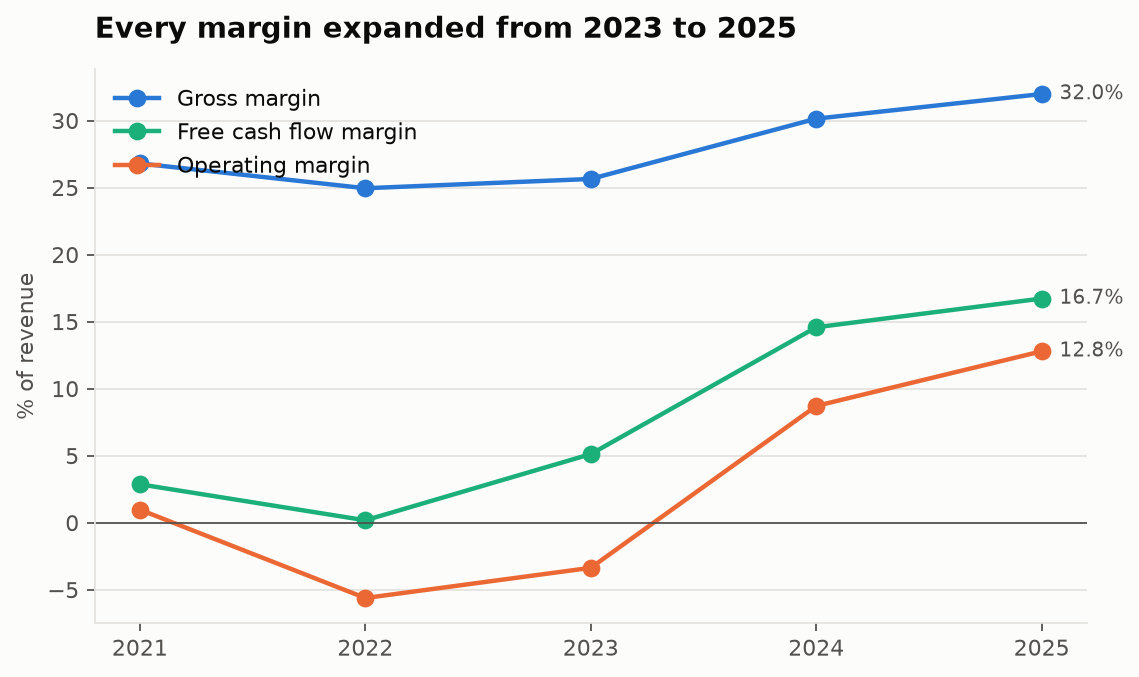 Every margin expanded from 2023 to 2025
Gross margin
Free cash flow margin
Operating margin
% of revenue
30
25
20
15
10
5
0
−5
32.0%
16.7%
12.8%
2021 2022 2023 2024 2025